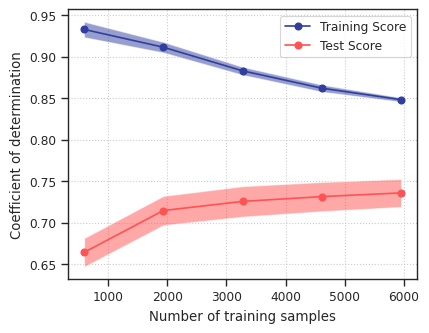 0.95
0.90
0.85
0.80
0.75
0.70
0.65
Coefficient of determination
Training Score
Test Score
1000 2000 3000 4000 5000 6000
Number of training samples